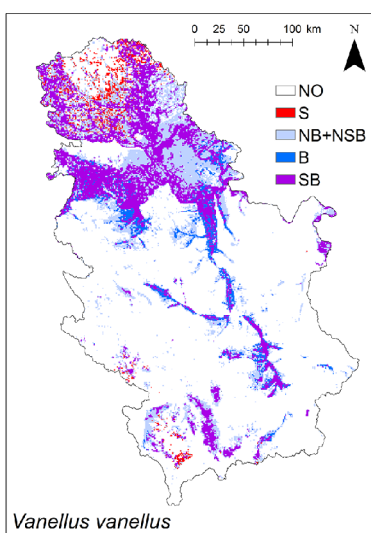 0 25 50 100 km
NO
S
NB+NSB
B
SB
Vanellus vanellus